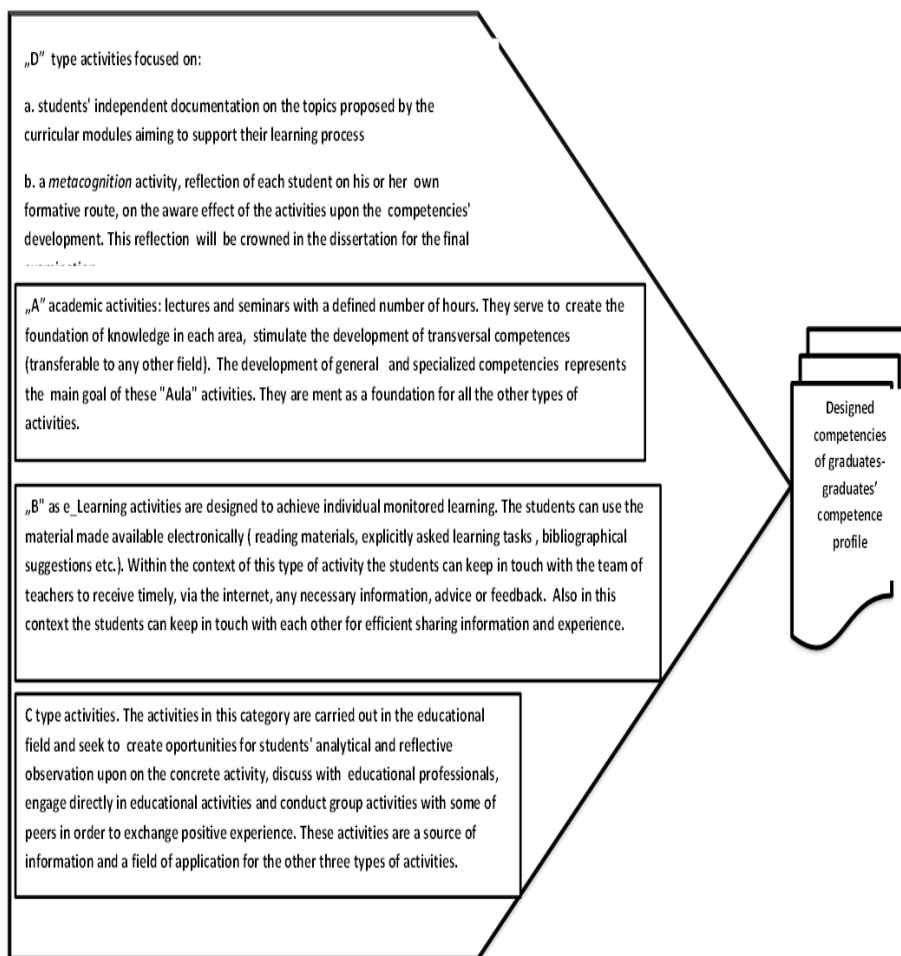 „D” type activities focused on:
a. students' independent documentation on the topics proposed by the
curricular modules aiming to support their learning process
b. a metacognition activity, reflection of each student on his or her own
formative route, on the aware effect of the activities upon the competencies'
development. This reflection will be crowned in the dissertation for the final
„A” academic activities: lectures and seminars with a defined number of hours. They serve to create the
foundation of knowledge in each area, stimulate the development of transversal competences
(transferable to any other field). The development of general and specialized competencies represents
the main goal of these "Aula" activities. They are ment as a foundation for all the other types of
activities.
„B" as e_Learning activities are designed to achieve individual monitored learning. The students can use the
material made available electronically ( reading materials, explicitly asked learning tasks , bibliographical
suggestions etc.). Within the context of this type of activity the students can keep in touch with the team of
teachers to receive timely, via the internet, any necessary information, advice or feedback. Also in this
context the students can keep in touch with each other for efficient sharing information and experience.
C type activities. The activities in this category are carried out in the educational
field and seek to create oportunities for students' analytical and reflective
observation upon on the concrete activity, discuss with educational professionals,
engage directly in educational activities and conduct group activities with some of
peers in order to exchange positive experience. These activities are a source of
information and a field of application for the other three types of activities.
Designed
competencies
of graduates-
graduates’
competence
profile